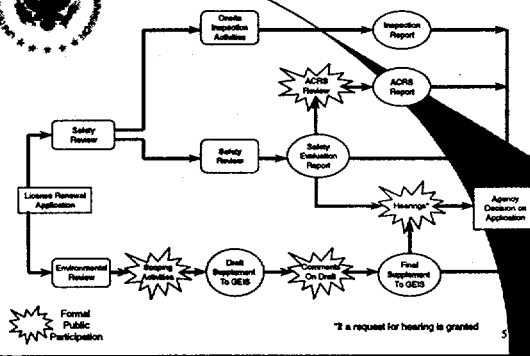 Onsite
Inspection
Activities
Inspection
Report
ACRS
Review
ACRS
Report
Safety
Review
Safety
Review
Safety
Evaluation
Report
License Renewal
Application
Hearings*
Agency
Decision on
Application
Environmental
Review
Scoping
Activities
Draft
Supplement
To GEIS
Comments
On Draft
Final
Supplement
To GEIS
Formal
Public
Participation
*If a request for hearing is granted
5